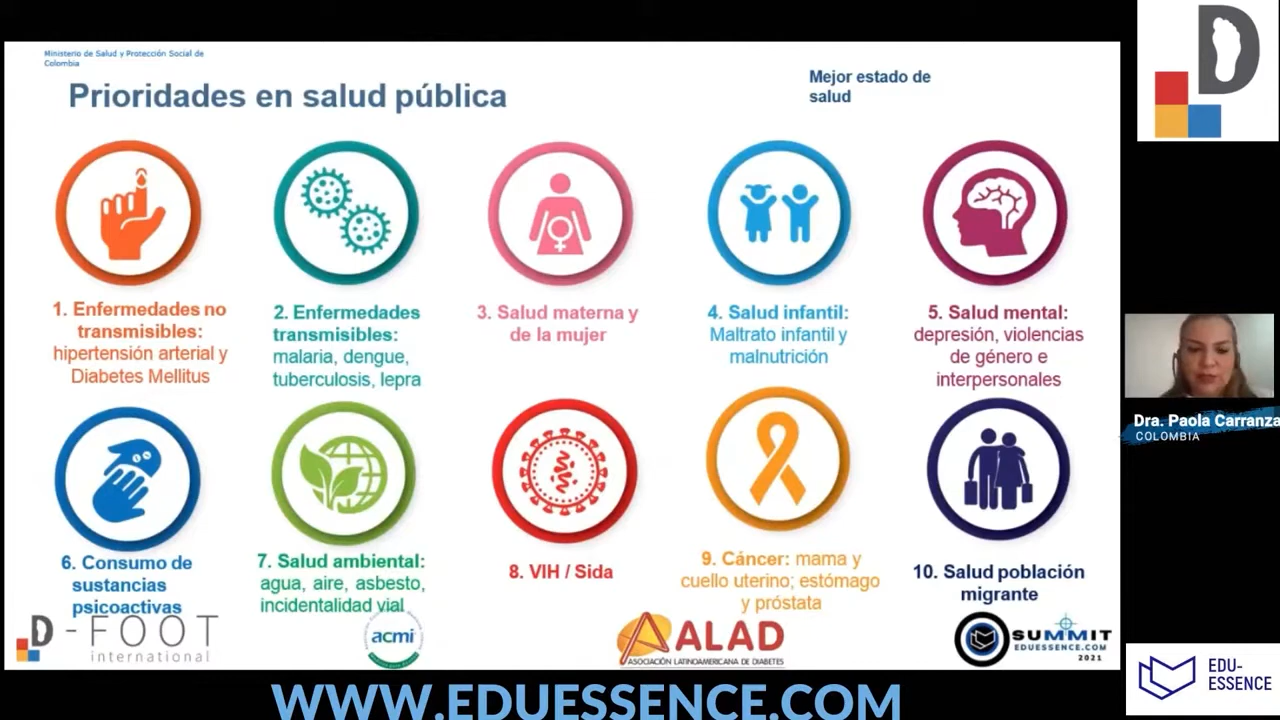 Ministerio de Salud y Protección Social de
Colombia
Prioridades en salud pública
Mejor estado de
salud
1. Enfermedades no
transmisibles:
hipertensión arterial y
Diabetes Mellitus
2. Enfermedades
transmisibles:
malaria, dengue,
tuberculosis, lepra
3. Salud materna y
de la mujer
4. Salud infantil:
Maltrato infantil y
malnutrición
5. Salud mental:
depresión, violencias
de género e
interpersonales
6. Consumo de
sustancias
psicoactivas
7. Salud ambiental:
agua, aire, asbesto,
incidentalidad vial
8. VIH / Sida
9. Cáncer: mama y
cuello uterino; estómago
y próstata
10. Salud población
migrante
D-FOOT
international
acmi
ALAD
ASOCIACIÓN LATINOAMERICANA DE DIABETES
SUMMIT
EDUESSENCE.COM
2021
WWW.EDUESSENCE.COM
D
Dra. Paola Carranza
COLOMBIA
EDU-
ESSENCE